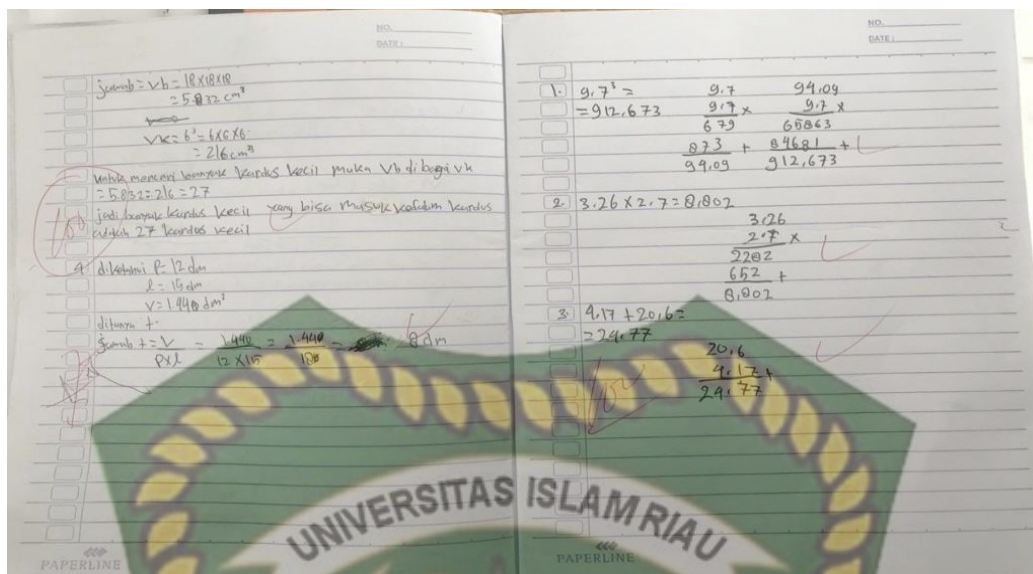 NO.
DATE :
jawab = Vb = 18x18x18
= 5.832 cm³
VK = 6³ = 6x6x6
= 216 cm³
Untuk mencari banyak kardus kecil maka Vb dibagi Vk
= 5.832 = 216 = 27
jadi banyak kardus kecil yang bisa masuk kardus
27 kardus kecil
4 diketahui P = 12 dm
l = 15 dm
V = 1.440 dm³
ditanya t
Jawab t = V / Pxl = 1.440 / 12 x 15 = 1.440 / 180 = 8 dm
PAPERLINE
NO.
DATE :
1. 9.7³ =
= 912,673
9.7
9.7 x
679
873 +
94.09
94.09
9.7 x
65863
84681 +
912,673
2. 3.26 x 2.7 = 8,802
3.26
2.7 x
2282
652 +
8,802
3. 4.17 + 20,6 =
= 24.77
20,6
4.17 +
24.77
PAPERLINE
UNIVERSITAS ISLAM RIAU